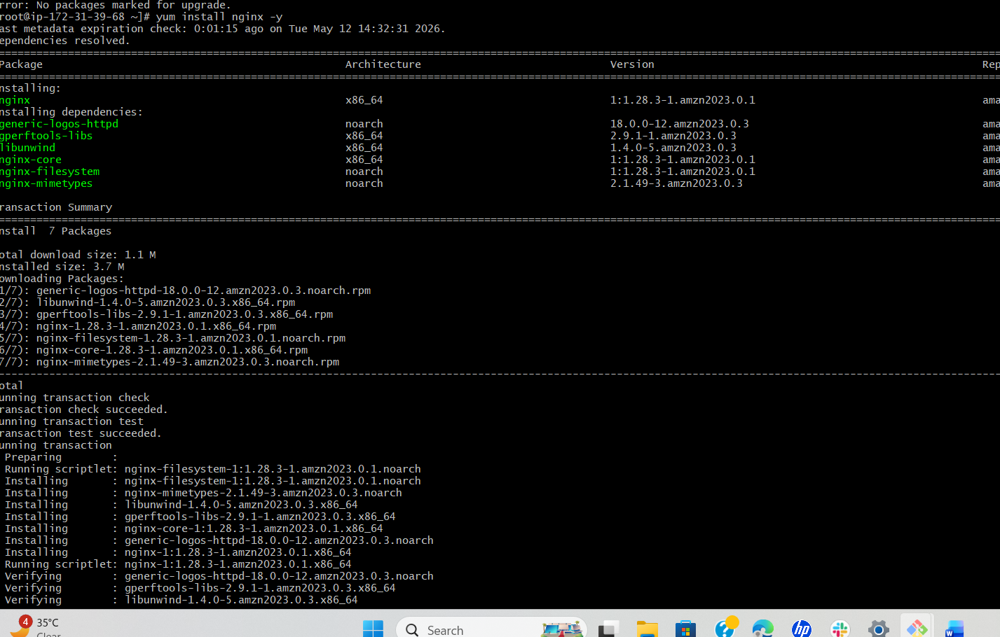 rror: No packages marked for upgrade.
root@ip-172-31-39-68 ~]# yum install nginx -y
ast metadata expiration check: 0:01:15 ago on Tue May 12 14:32:31 2026.
ependencies resolved.
Package Architecture Version Rep
nstalling:
nginx x86_64 1:1.28.3-1.amzn2023.0.1 ama
nstalling dependencies:
generic-logos-httpd noarch 18.0.0-12.amzn2023.0.3 ama
gperftools-libs x86_64 2.9.1-1.amzn2023.0.3 ama
libunwind x86_64 1.4.0-5.amzn2023.0.3 ama
nginx-core x86_64 1:1.28.3-1.amzn2023.0.1 ama
nginx-filesystem noarch 1:1.28.3-1.amzn2023.0.1 ama
nginx-mimetypes noarch 2.1.49-3.amzn2023.0.3 ama
ransaction Summary
nstall  7 Packages
otal download size: 1.1 M
nstalled size: 3.7 M
ownloading Packages:
1/7): generic-logos-httpd-18.0.0-12.amzn2023.0.3.noarch.rpm
2/7): libunwind-1.4.0-5.amzn2023.0.3.x86_64.rpm
3/7): gperftools-libs-2.9.1-1.amzn2023.0.3.x86_64.rpm
4/7): nginx-1.28.3-1.amzn2023.0.1.x86_64.rpm
5/7): nginx-filesystem-1.28.3-1.amzn2023.0.1.noarch.rpm
6/7): nginx-core-1.28.3-1.amzn2023.0.1.x86_64.rpm
7/7): nginx-mimetypes-2.1.49-3.amzn2023.0.3.noarch.rpm
otal
unning transaction check
ransaction check succeeded.
unning transaction test
ransaction test succeeded.
unning transaction
Preparing :
Running scriptlet: nginx-filesystem-1:1.28.3-1.amzn2023.0.1.noarch
Installing : nginx-filesystem-1:1.28.3-1.amzn2023.0.1.noarch
Installing : nginx-mimetypes-2.1.49-3.amzn2023.0.3.noarch
Installing : libunwind-1.4.0-5.amzn2023.0.3.x86_64
Installing : gperftools-libs-2.9.1-1.amzn2023.0.3.x86_64
Installing : nginx-core-1:1.28.3-1.amzn2023.0.1.x86_64
Installing : generic-logos-httpd-18.0.0-12.amzn2023.0.3.noarch
Installing : nginx-1:1.28.3-1.amzn2023.0.1.x86_64
Running scriptlet: nginx-1:1.28.3-1.amzn2023.0.1.x86_64
Verifying : generic-logos-httpd-18.0.0-12.amzn2023.0.3.noarch
Verifying : gperftools-libs-2.9.1-1.amzn2023.0.3.x86_64
Verifying : libunwind-1.4.0-5.amzn2023.0.3.x86_64
4 35°C
Clear
Search
hp
W